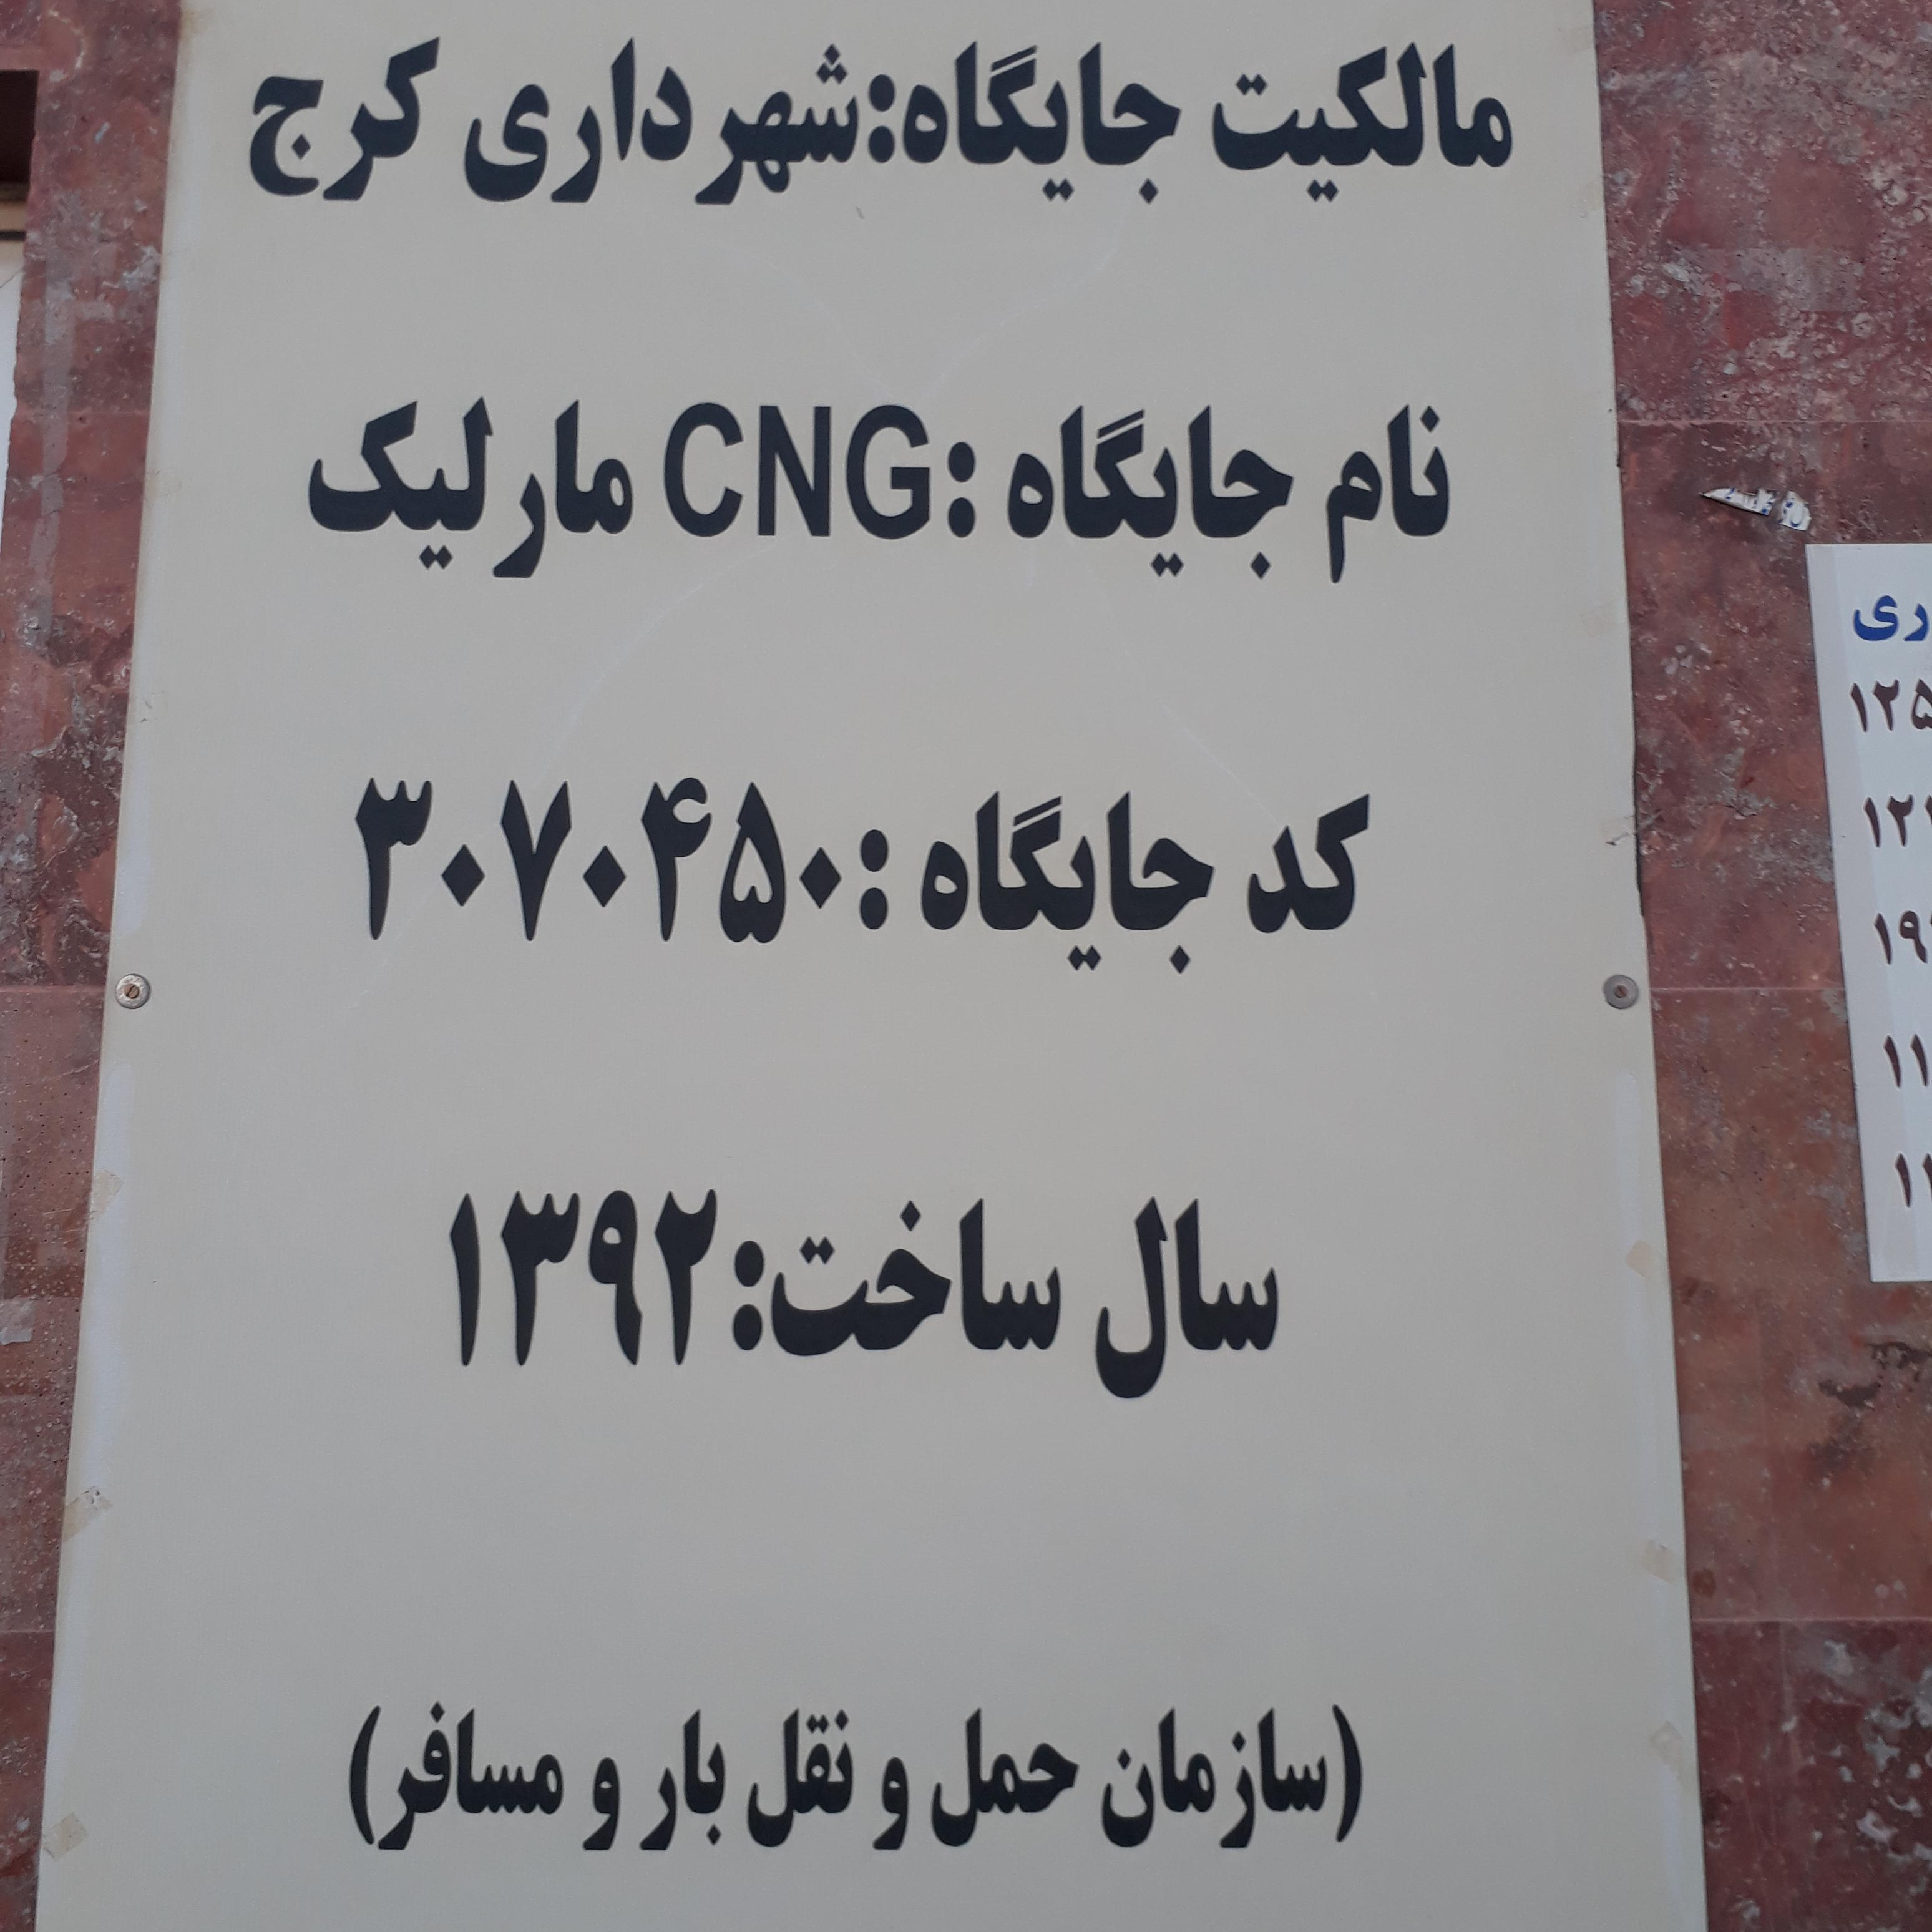 مالکیت جایگاه:شهرداری کرج
نام جایگاه :CNG مارلیک
کد جایگاه :۳۰۷۰۴۵۰
سال ساخت:۱۳۹۲
(سازمان حمل و نقل بار و مسافر)